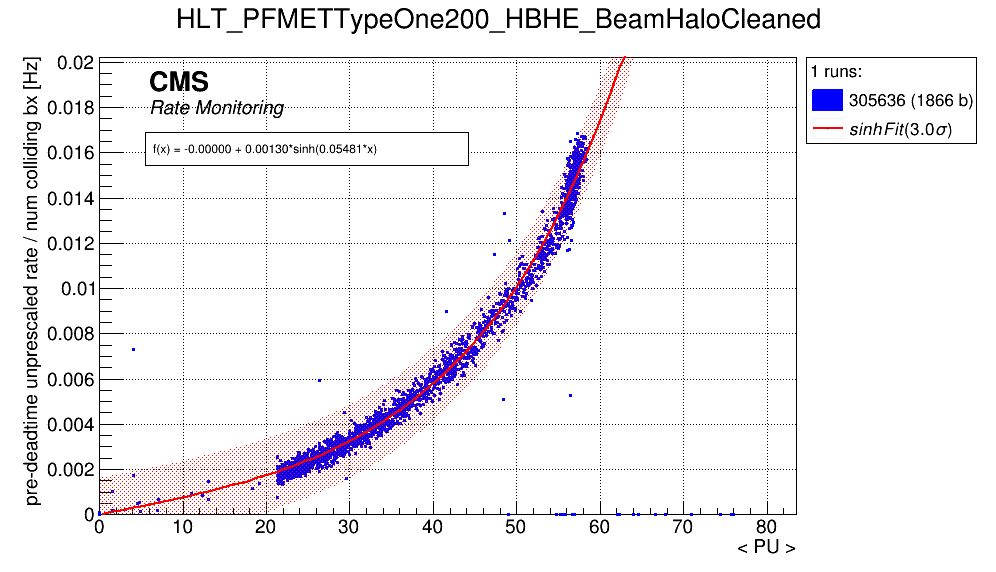 HLT_PFMETTypeOne200_HBHE_BeamHaloCleaned
pre-deadtime unprescaled rate / num colliding bx [Hz]
0.02
0.018
0.016
0.014
0.012
0.01
0.008
0.006
0.004
0.002
0
CMS
Rate Monitoring
f(x) = -0.00000 + 0.00130*sinh(0.05481*x)
0 10 20 30 40 50 60 70 80
< PU >
1 runs:
305636 (1866 b)
sinhFit(3.0σ)